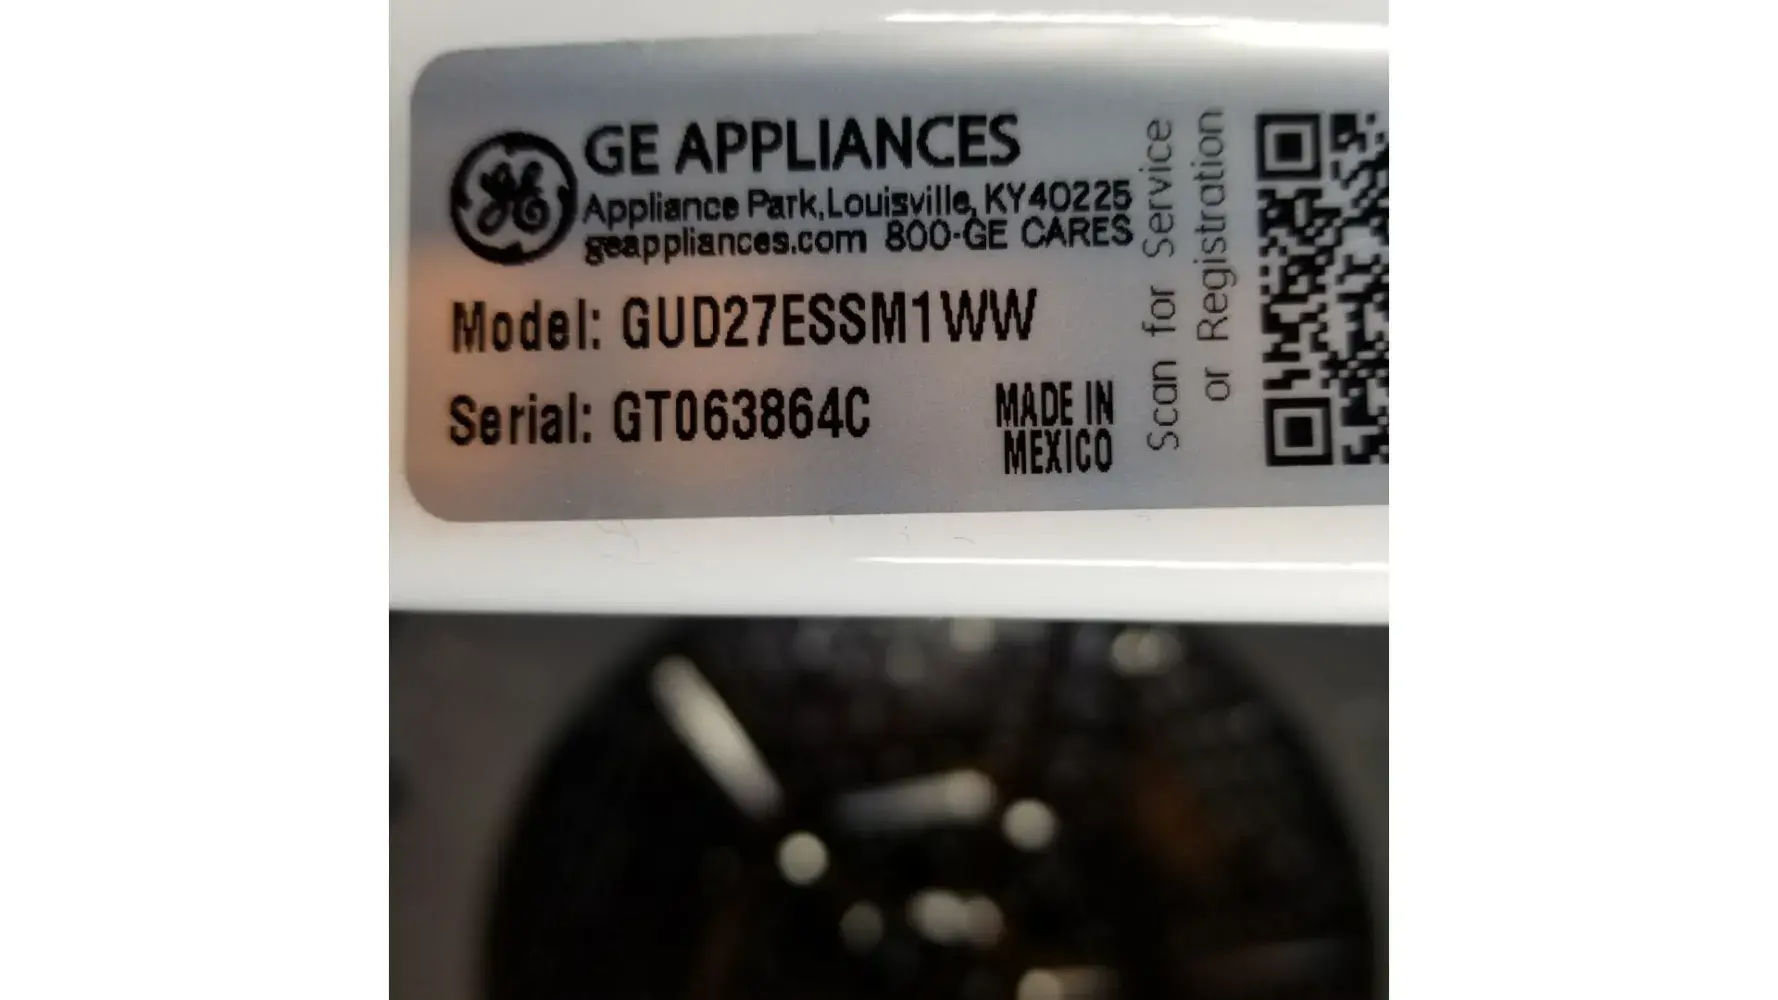 GE APPLIANCES
Appliance Park, Louisville, KY 40225
geappliances.com 800-GE CARES
Model: GUD27ESSM1WW
Serial: GT063864C
MADE IN
MEXICO
Scan for Service
or Registration